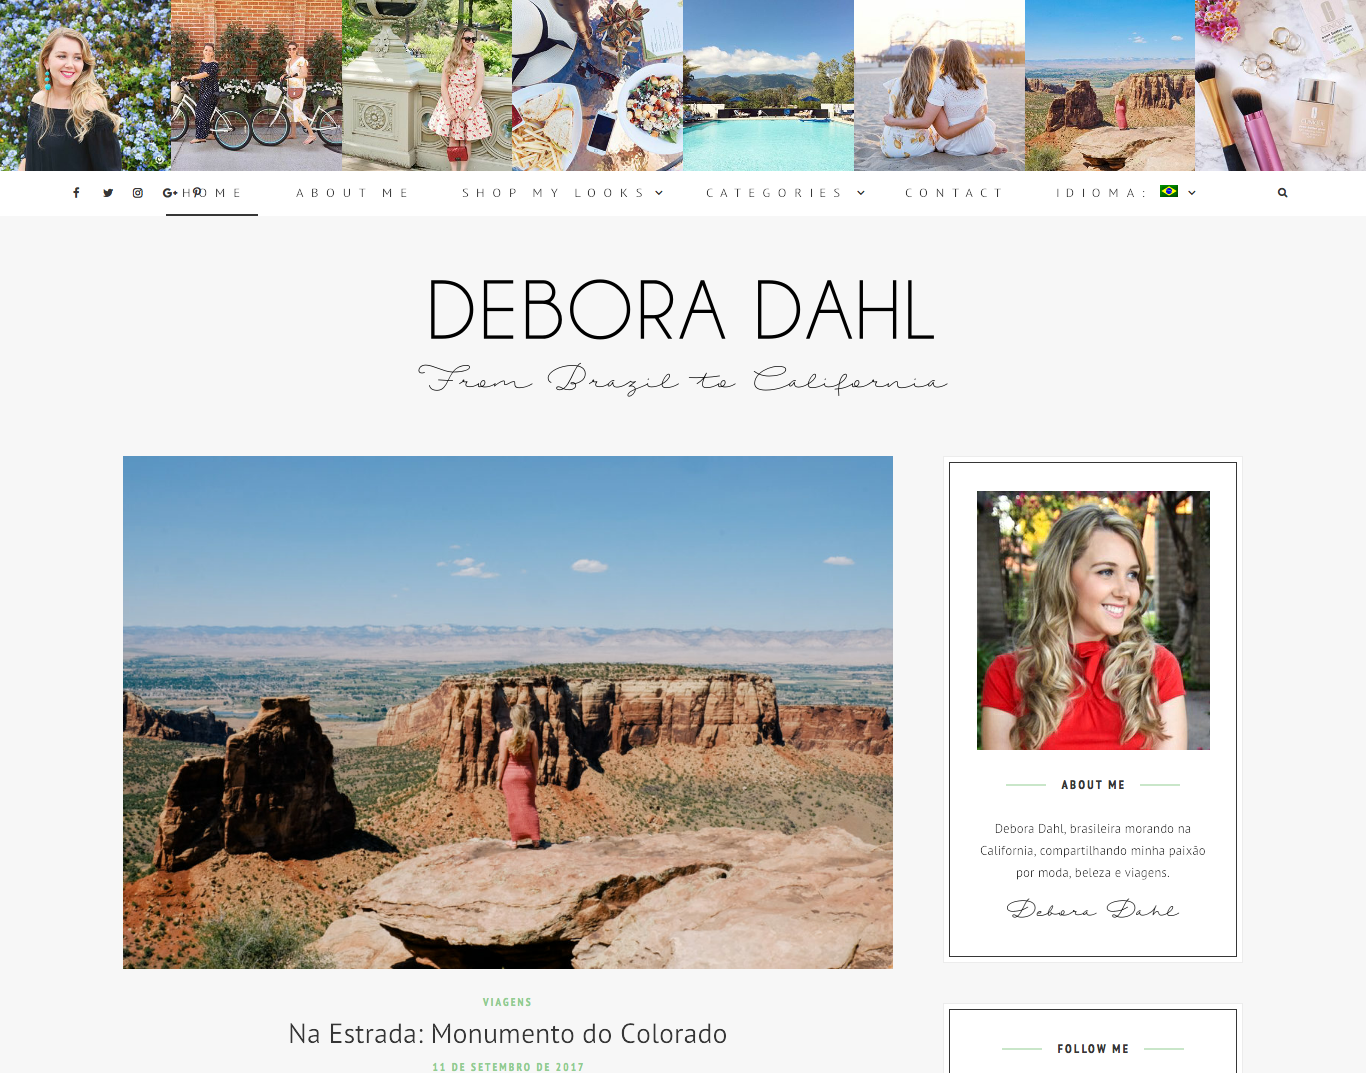 HOME
ABOUT ME
SHOP MY LOOKS
CATEGORIES
CONTACT
IDIOMA:
DEBORA DAHL
From Brazil to California
ABOUT ME
Debora Dahl, brasileira morando na
California, compartilhando minha paixão
por moda, beleza e viagens.
Debora Dahl
VIAGENS
Na Estrada: Monumento do Colorado
11 DE SETEMBRO DE 2017
FOLLOW ME